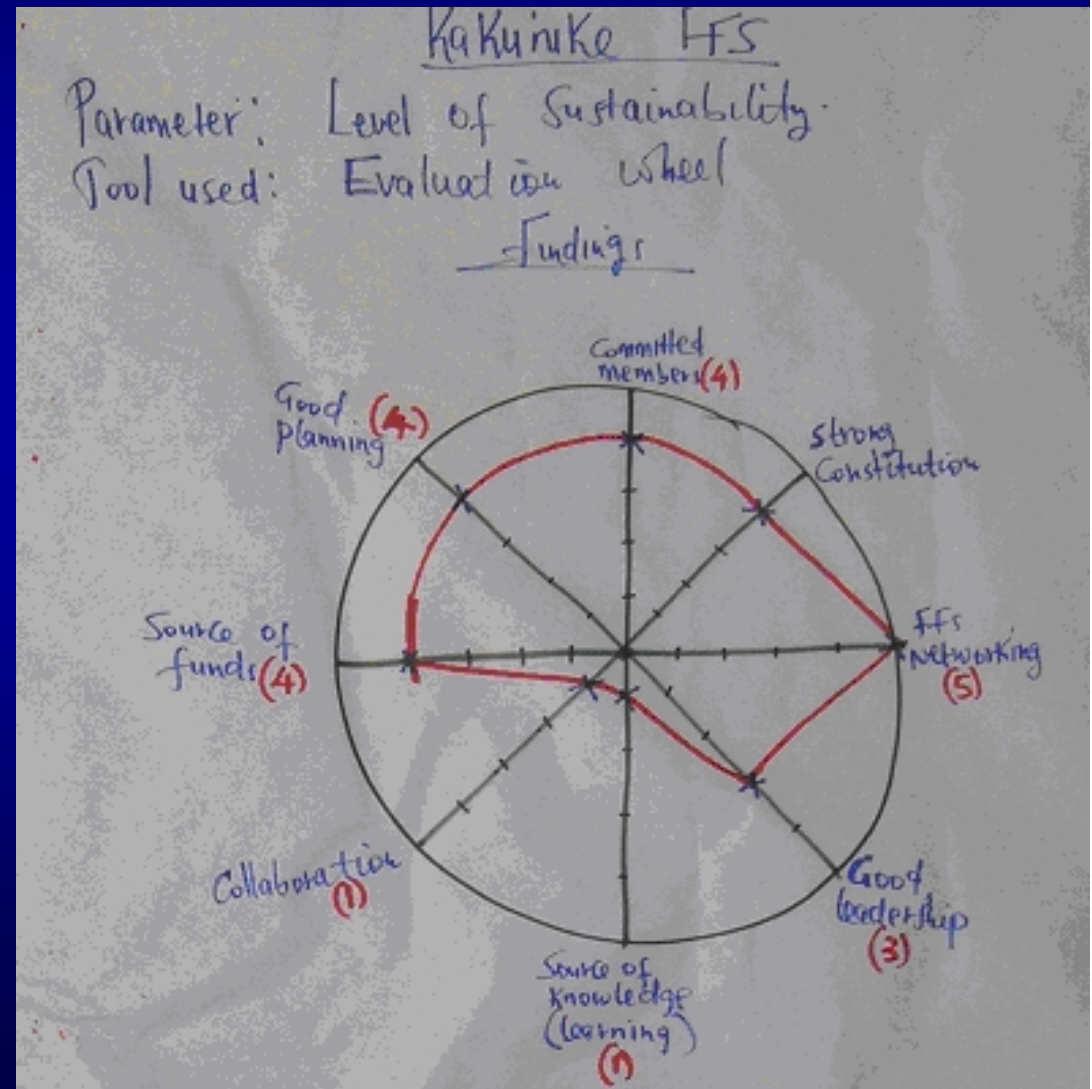 Kakunike FFS
Parameter: Level of Sustainability.
Tool used: Evaluation wheel
Findings
Committed
members (4)
Good (4)
planning
Strong
Constitution
Source of
funds (4)
FFS
Networking
(5)
Collaboration
(1)
Good
leadership
(3)
Source of
knowledge
(learning)
(1)